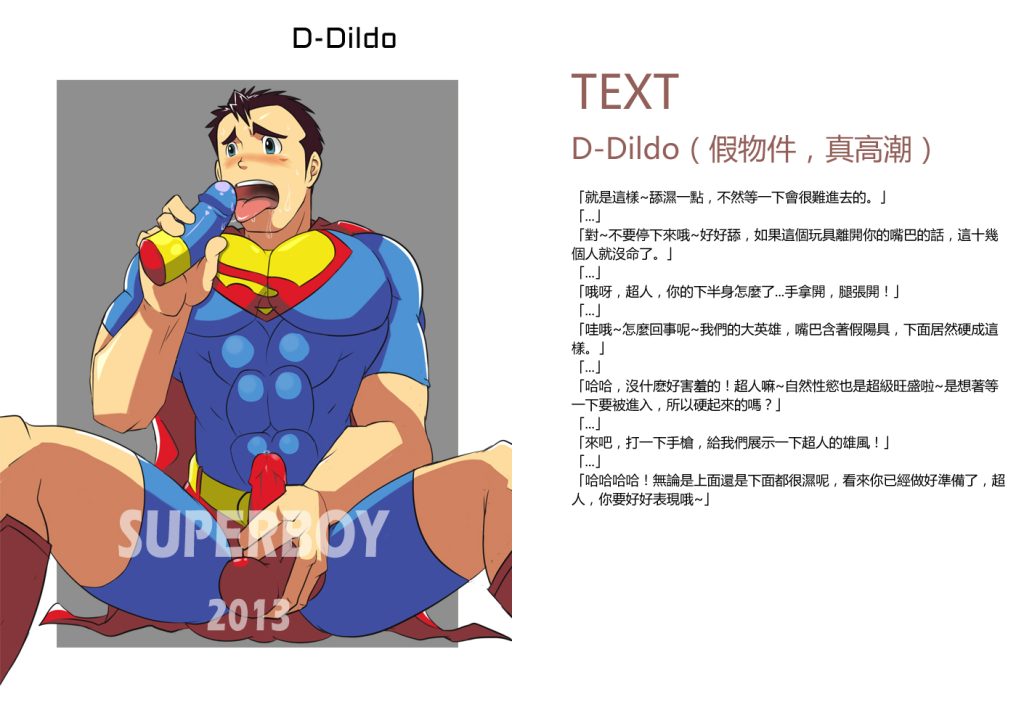 D-Dildo
SUPERBOY
2013
TEXT
D-Dildo（假物件，真高潮）
「就是這樣~舔濕一點，不然等一下會很難進去的。」
「...」
「對~不要停下來哦~好好舔，如果這個玩具離開你的嘴巴的話，這十幾
個人就沒命了。」
「...」
「哦呀，超人，你的下半身怎麼了...手拿開，腿張開！」
「...」
「哇哦~怎麼回事呢~我們的大英雄，嘴巴含著假陽具，下面居然硬成這
樣。」
「...」
「哈哈，沒什麼好害羞的！超人嘛~自然性慾也是超級旺盛啦~是想著等
一下要被進入，所以硬起來的嗎？」
「...」
「來吧，打一下手槍，給我們展示一下超人的雄風！」
「...」
「哈哈哈哈！無論是上面還是下面都很濕呢，看來你已經做好準備了，超
人，你要好好表現哦~」